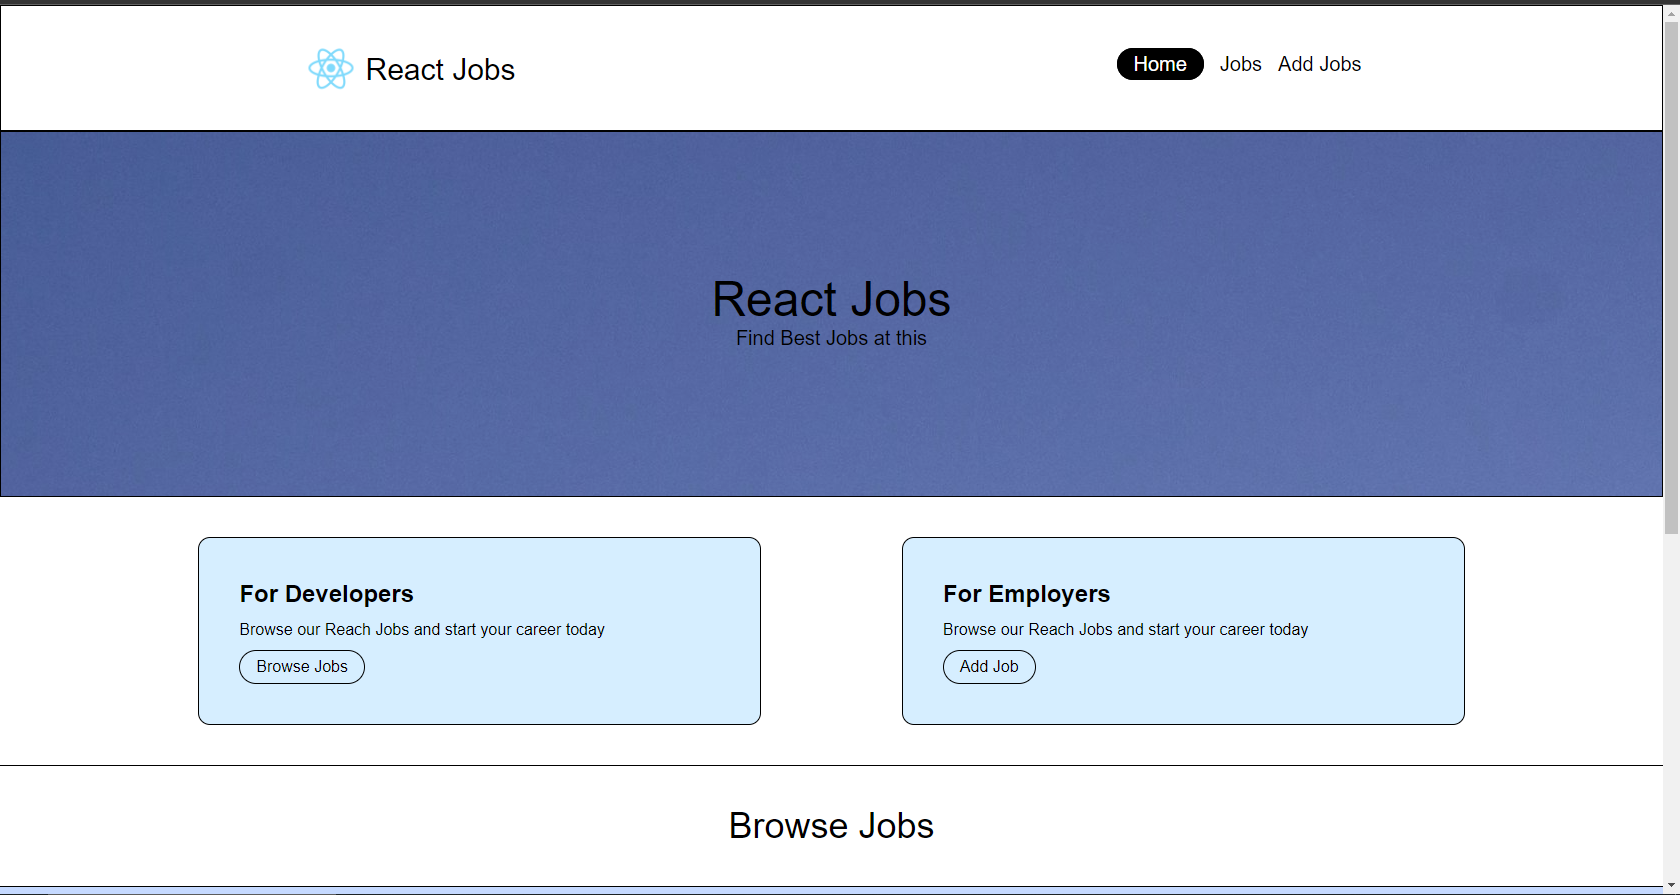 React Jobs
Home Jobs Add Jobs
React Jobs
Find Best Jobs at this
For Developers
Browse our Reach Jobs and start your career today
Browse Jobs
For Employers
Browse our Reach Jobs and start your career today
Add Job
Browse Jobs